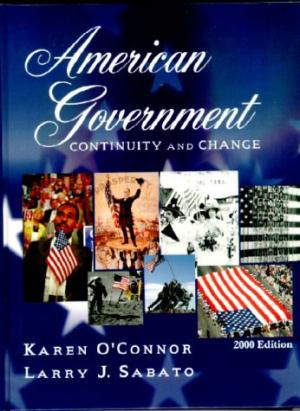 American
Government
CONTINUITY AND CHANGE
2000 Edition
KAREN O'CONNOR
LARRY J. SABATO